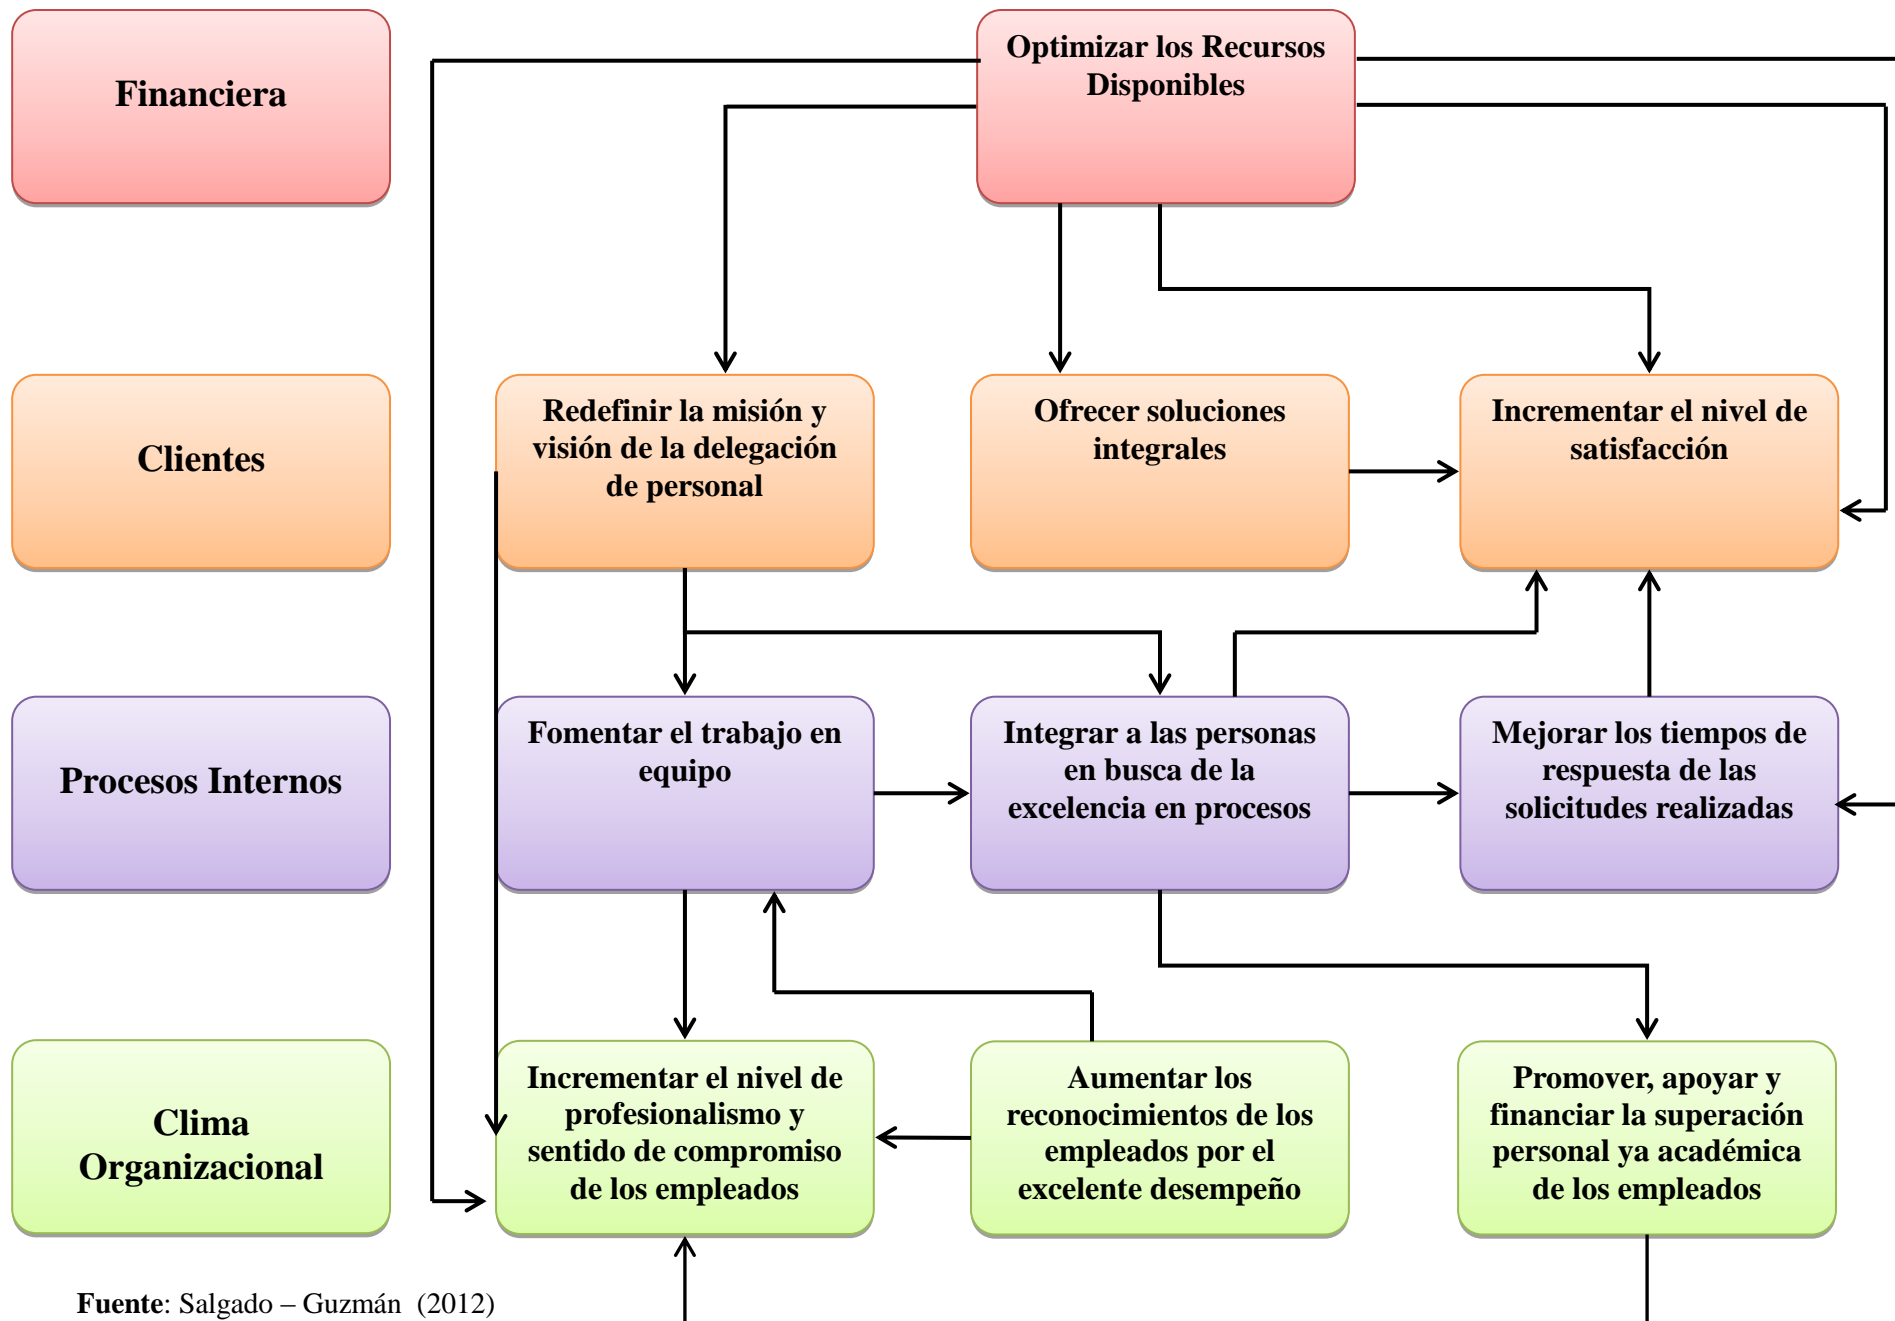 Financiera
Optimizar los Recursos
Disponibles
Clientes
Redefinir la misión y
visión de la delegación
de personal
Ofrecer soluciones
integrales
Incrementar el nivel de
satisfacción
Procesos Internos
Fomentar el trabajo en
equipo
Integrar a las personas
en busca de la
excelencia en procesos
Mejorar los tiempos de
respuesta de las
solicitudes realizadas
Clima
Organizacional
Incrementar el nivel de
profesionalismo y
sentido de compromiso
de los empleados
Aumentar los
reconocimientos de los
empleados por el
excelente desempeño
Promover, apoyar y
financiar la superación
personal ya académica
de los empleados
Fuente: Salgado – Guzmán (2012)